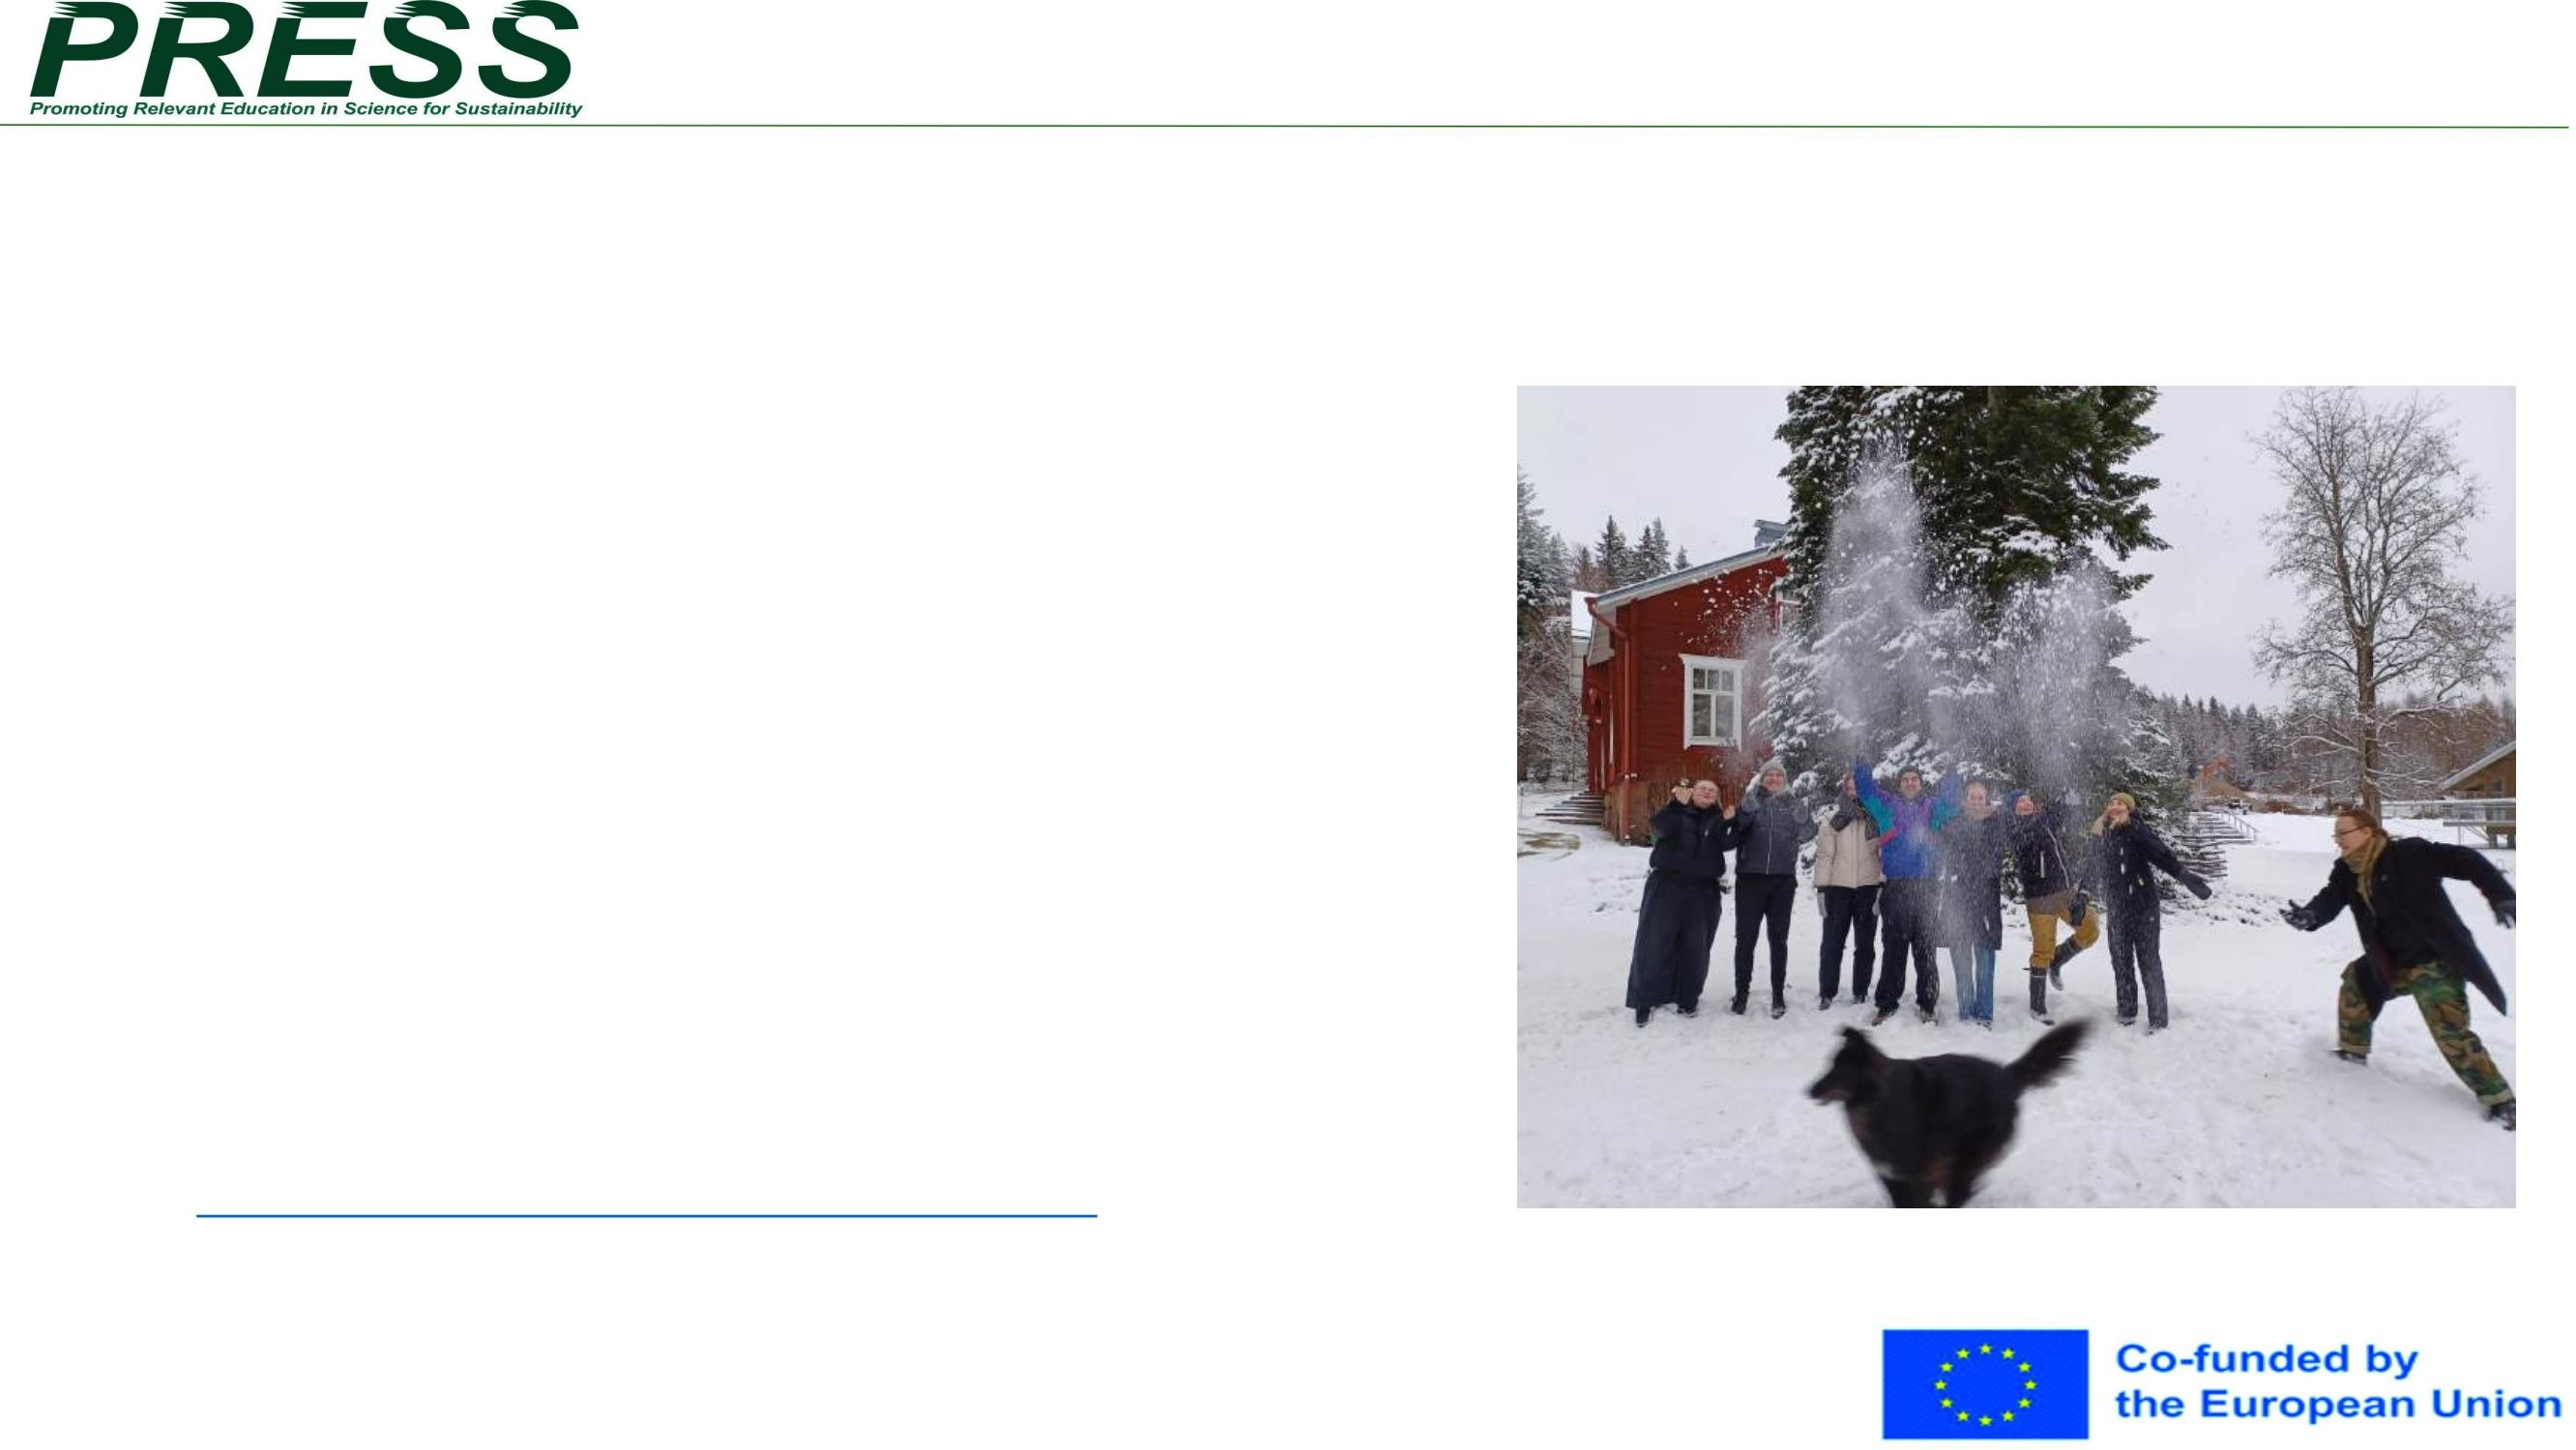 PRESS
Promoting Relevant Education in Science for Sustainability
Co-funded by
the European Union